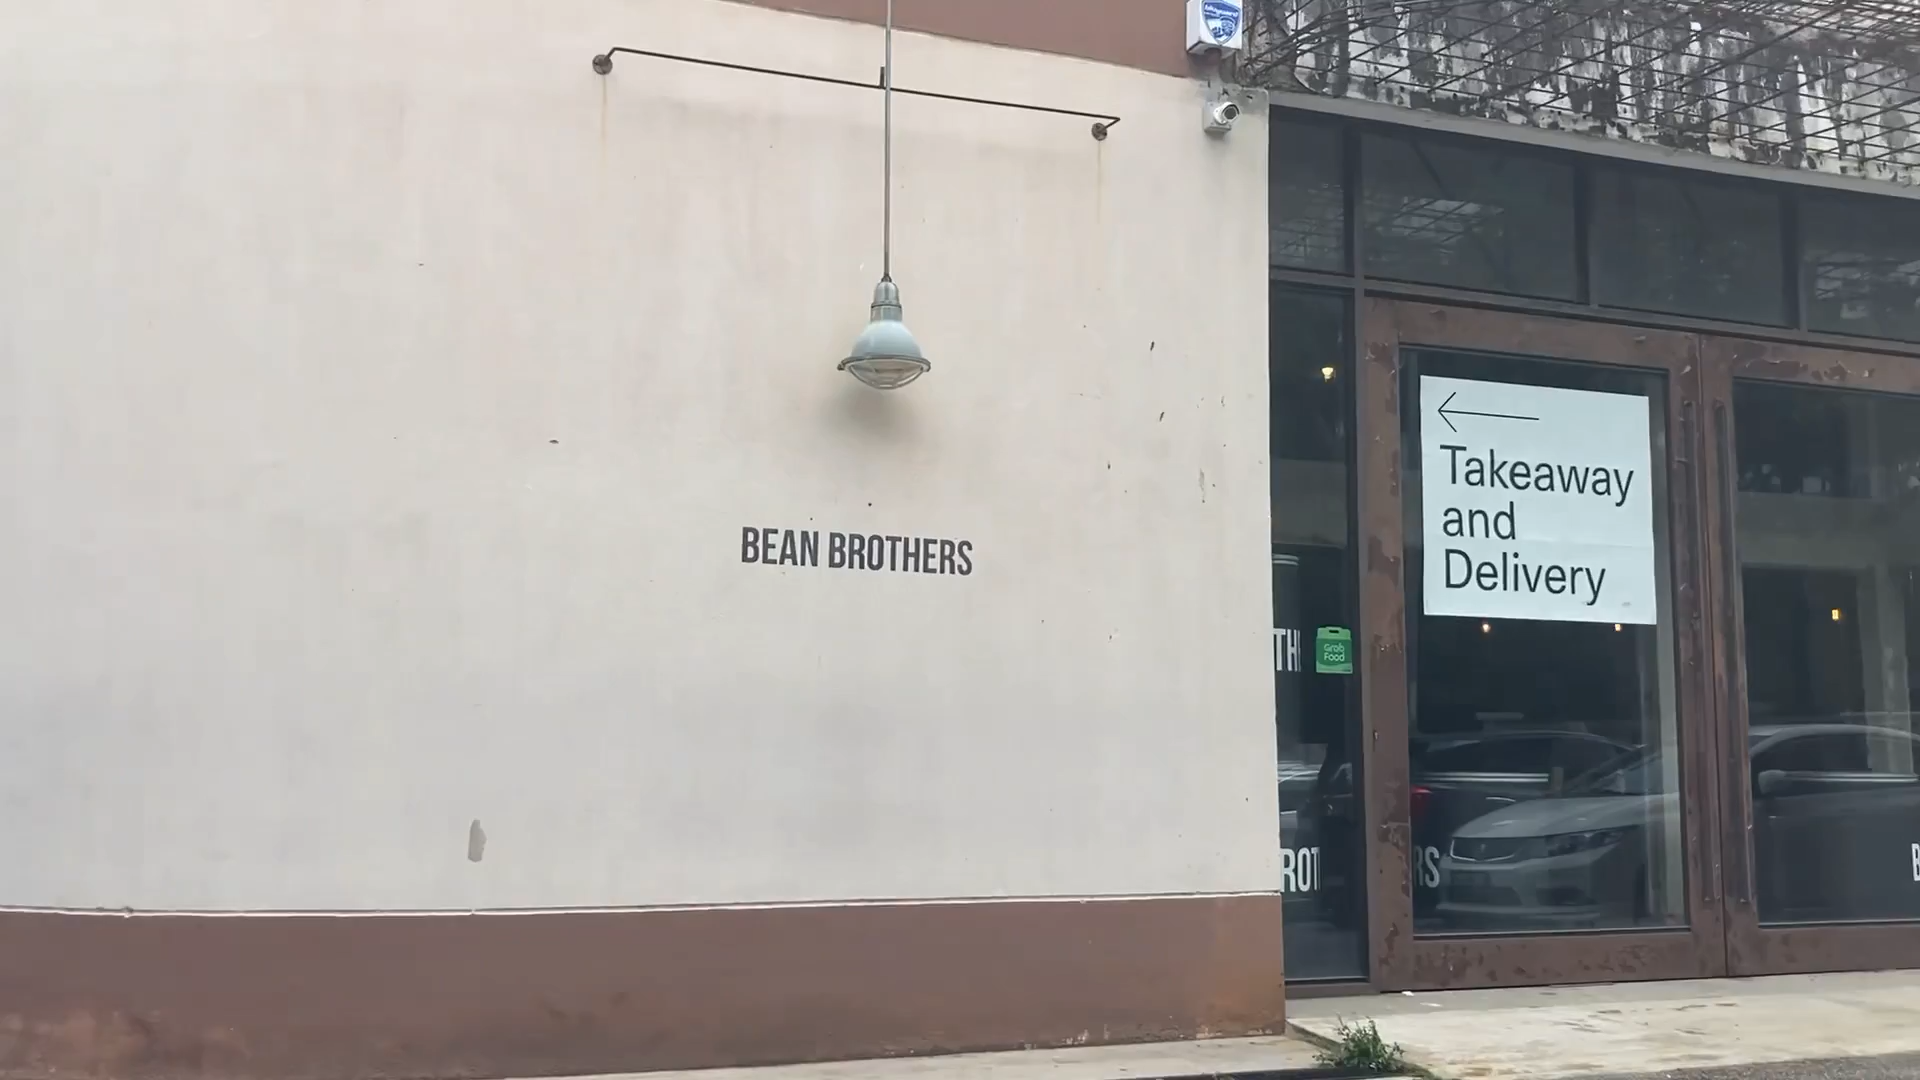 BEAN BROTHERS
Takeaway
and
Delivery
Grab
Food